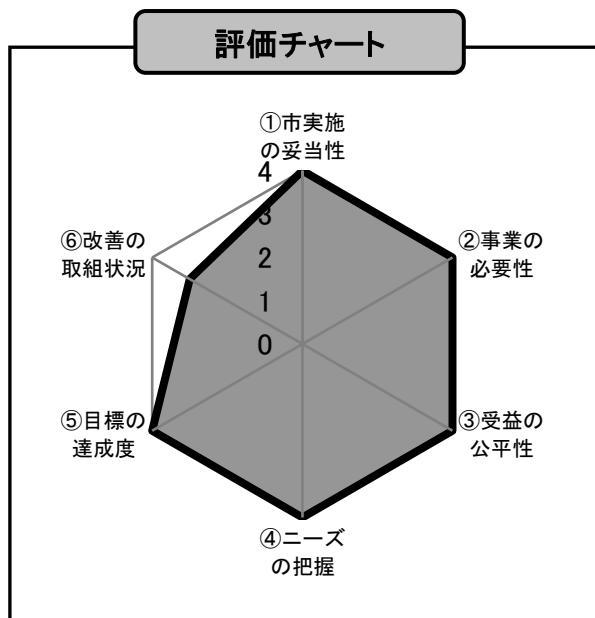 評価チャート
①市実施
の妥当性
4
3
2
1
0
②事業の
必要性
③受益の
公平性
④ニーズ
の把握
⑤目標の
達成度
⑥改善の
取組状況